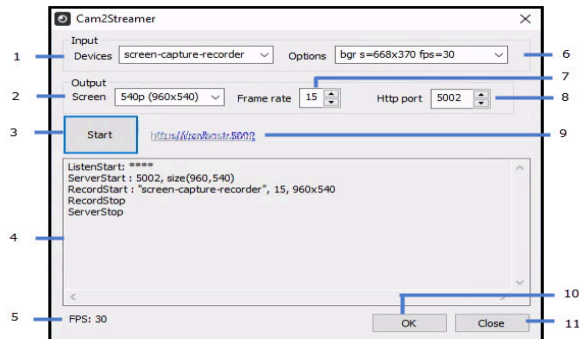 Cam2Streamer
Input
1 Devices screen-capture-recorder Options bgr s=668x370 fps=30 6
7
Output
2 Screen 540p (960x540) Frame rate 15 Http port 5002 8
3 Start 9
ListenStart: ****
ServerStart : 5002, size(960,540)
RecordStart : "screen-capture-recorder", 15, 960x540
RecordStop
ServerStop
4
10
5 FPS: 30 OK Close 11